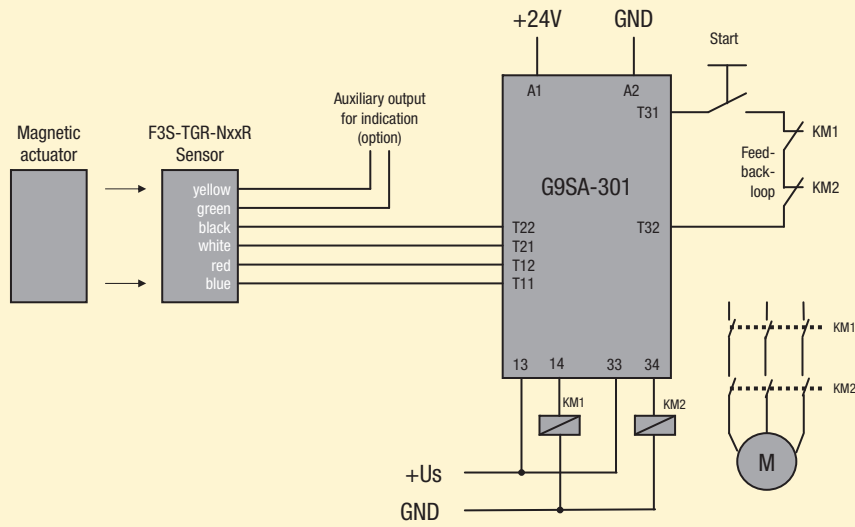 +24V
GND
Start
A1
A2
T31
Auxiliary output
for indication
(option)
Magnetic
actuator
F3S-TGR-NxxR
Sensor
KM1
Feed-
back-
loop
KM2
G9SA-301
yellow
green
black
white
red
blue
T22
T21
T12
T11
T32
13
14
33
34
KM1
KM2
KM1
KM2
M
+Us
GND